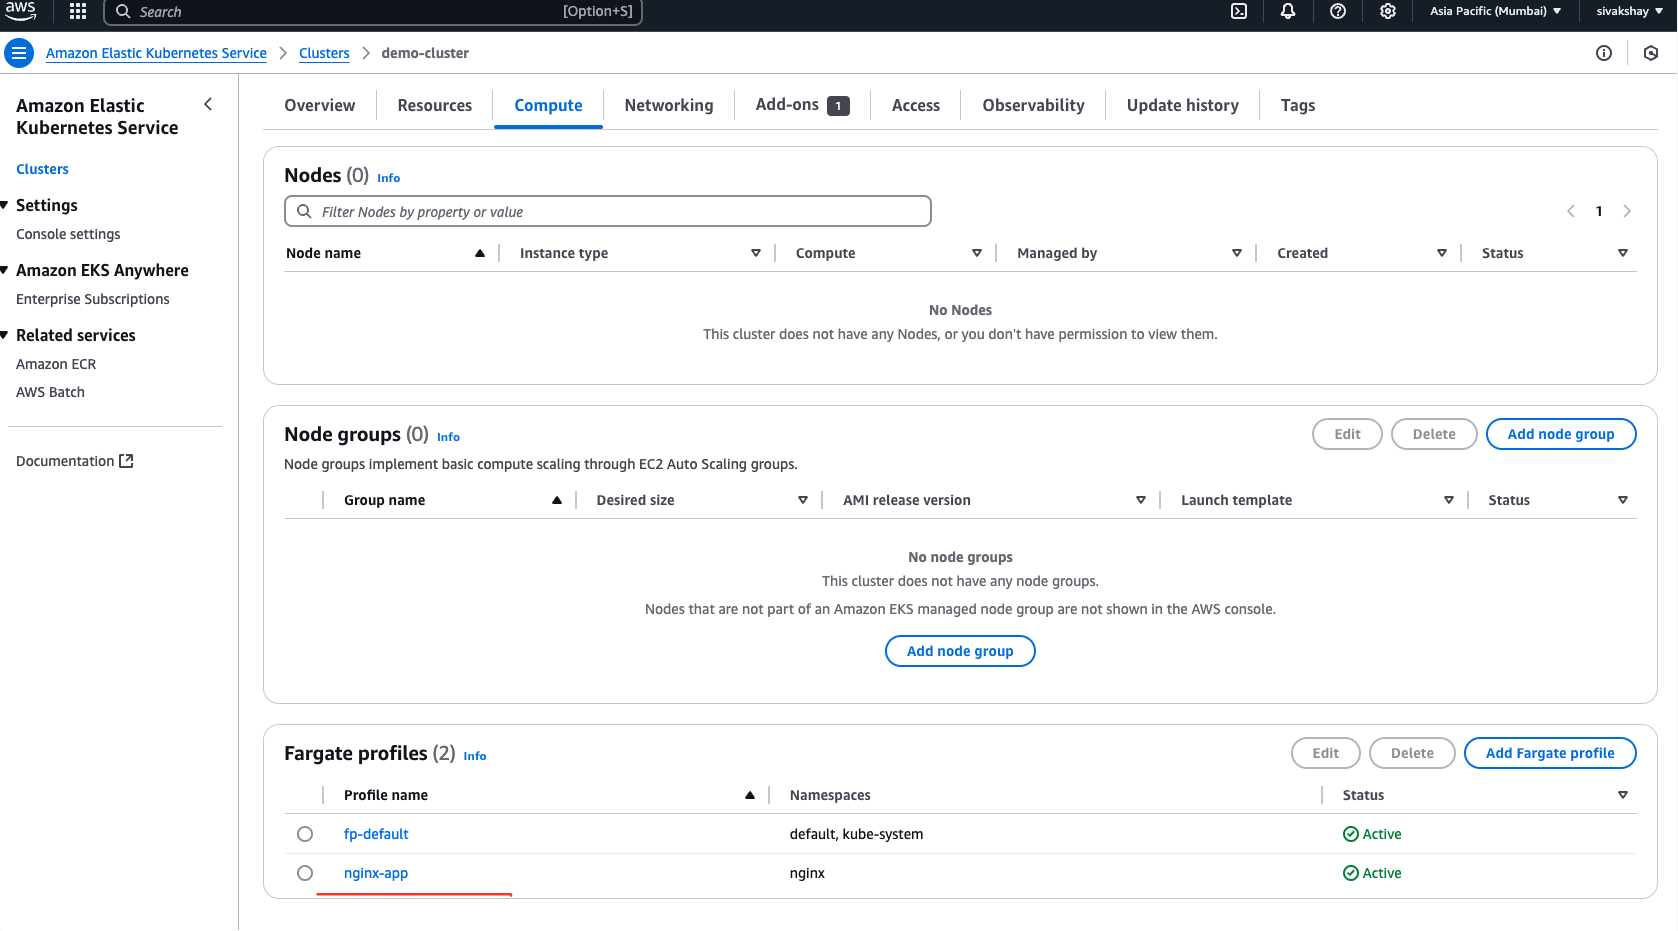 aws
Search [Option+S]
Asia Pacific (Mumbai)
sivakshay
Amazon Elastic Kubernetes Service
Clusters
demo-cluster
Amazon Elastic
Kubernetes Service
Clusters
Settings
Console settings
Amazon EKS Anywhere
Enterprise Subscriptions
Related services
Amazon ECR
AWS Batch
Documentation
Overview
Resources
Compute
Networking
Add-ons 1
Access
Observability
Update history
Tags
Nodes (0) Info
Filter Nodes by property or value
1
Node name
Instance type
Compute
Managed by
Created
Status
No Nodes
This cluster does not have any Nodes, or you don't have permission to view them.
Node groups (0) Info
Edit
Delete
Add node group
Node groups implement basic compute scaling through EC2 Auto Scaling groups.
Group name
Desired size
AMI release version
Launch template
Status
No node groups
This cluster does not have any node groups.
Nodes that are not part of an Amazon EKS managed node group are not shown in the AWS console.
Add node group
Fargate profiles (2) Info
Edit
Delete
Add Fargate profile
Profile name
Namespaces
Status
fp-default
default, kube-system
Active
nginx-app
nginx
Active